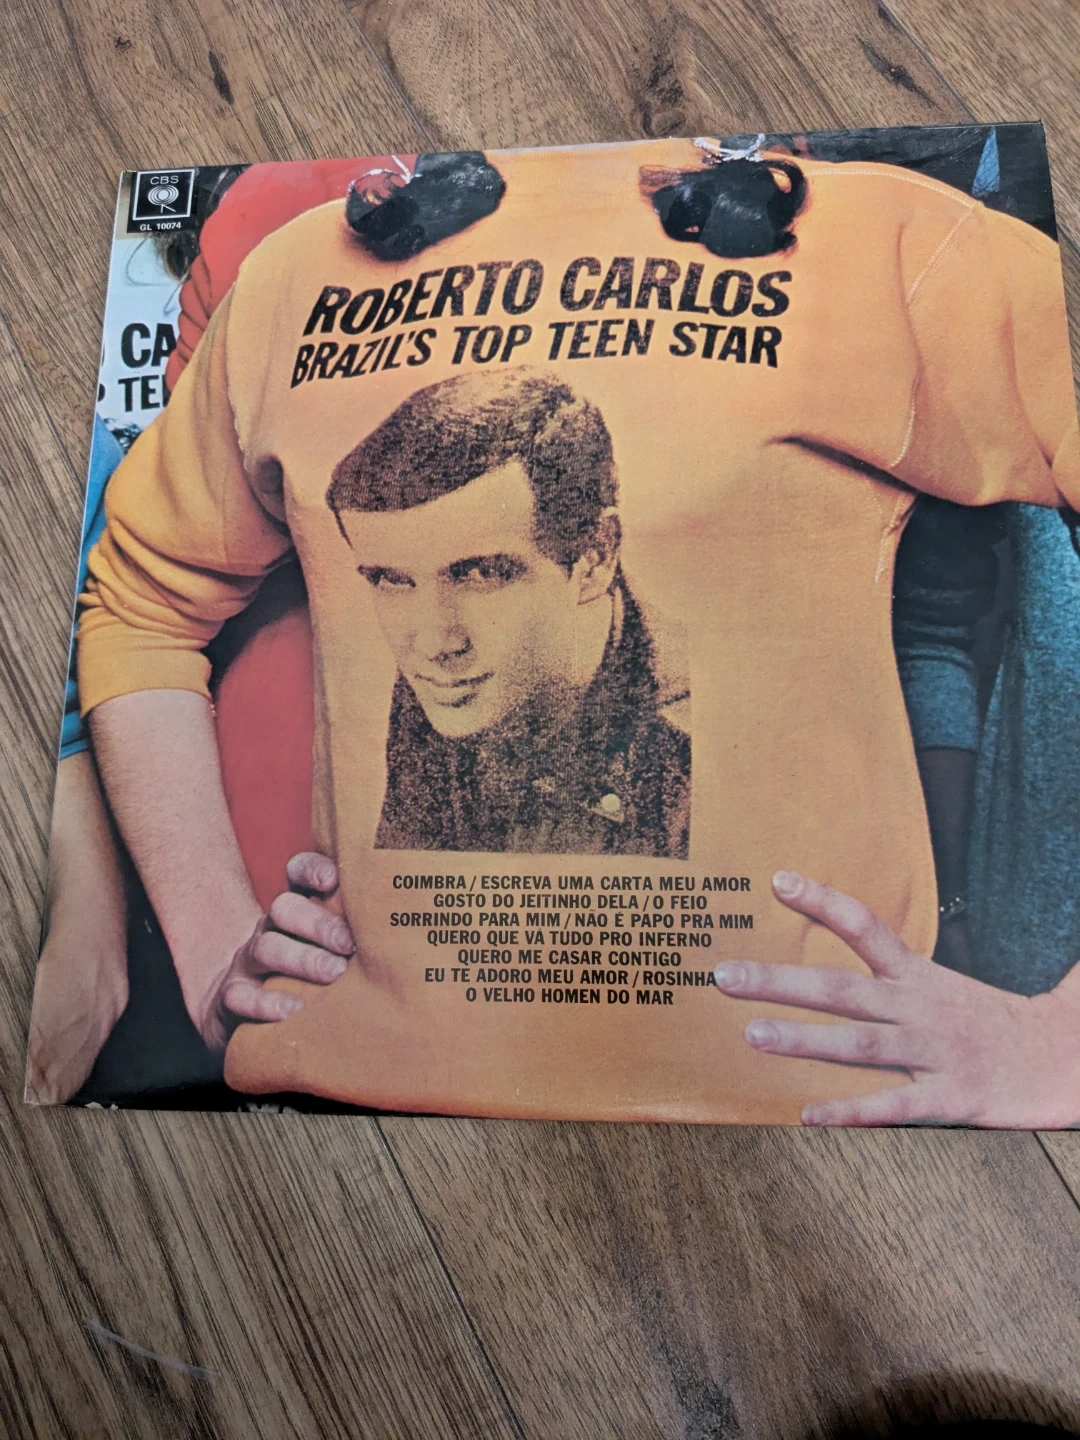 CBS
GL 10074
ROBERTO CARLOS
BRAZIL'S TOP TEEN STAR
CA
TE
COIMBRA / ESCREVA UMA CARTA MEU AMOR
GOSTO DO JEITINHO DELA / O FEIO
SORRINDO PARA MIM / NÃO É PAPO PRA MIM
QUERO QUE VÁ TUDO PRO INFERNO
QUERO ME CASAR CONTIGO
EU TE ADORO MEU AMOR / ROSINHA
O VELHO HOMEN DO MAR